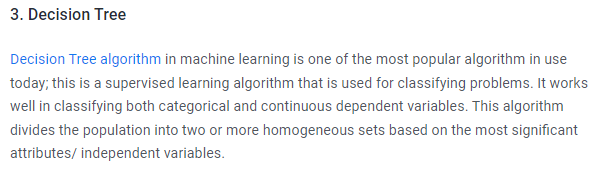 3. Decision Tree
Decision Tree algorithm in machine learning is one of the most popular algorithm in use
today; this is a supervised learning algorithm that is used for classifying problems. It works
well in classifying both categorical and continuous dependent variables. This algorithm
divides the population into two or more homogeneous sets based on the most significant
attributes/ independent variables.